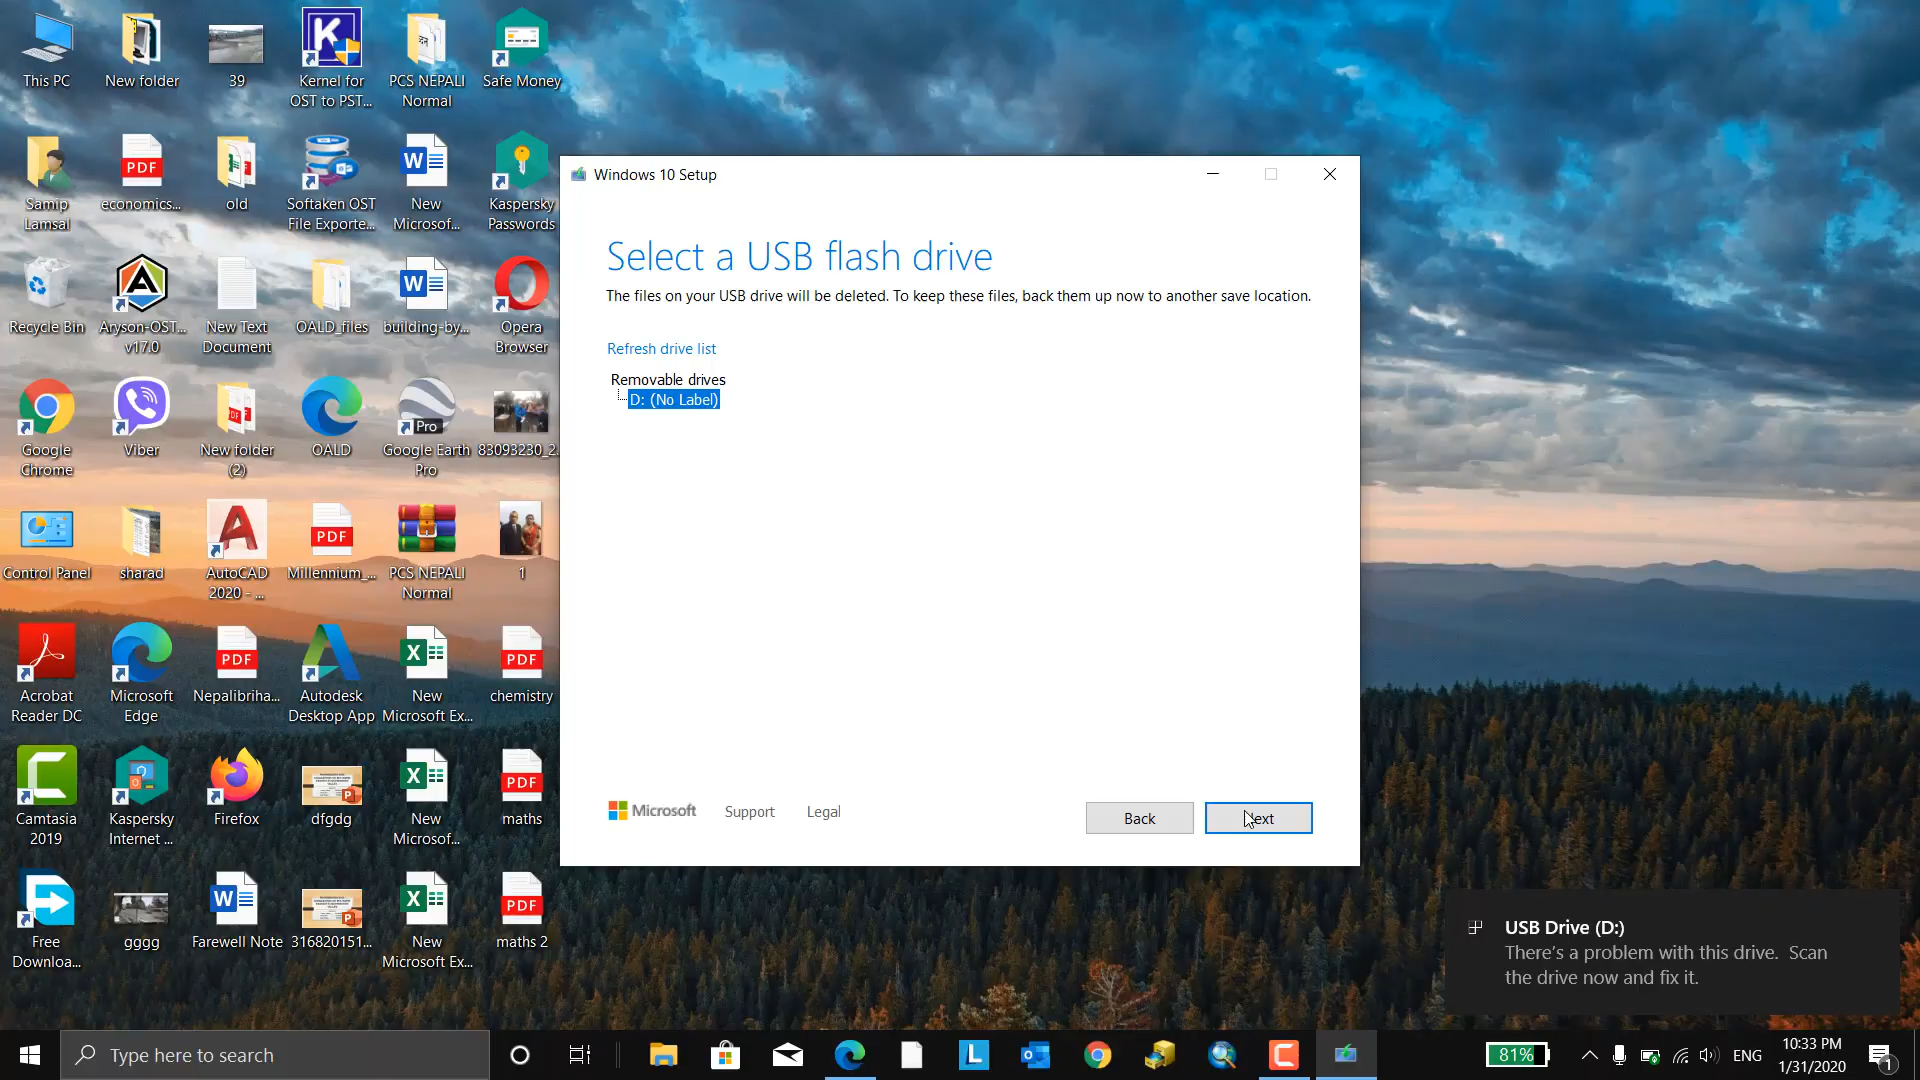 This PC
New folder
39
Kernel for
OST to PST...
PCS NEPALI
Normal
Safe Money
Samip
Lamsal
economics...
old
Softaken OST
File Exporte...
New
Microsof...
Kaspersky
Passwords
Recycle Bin
Aryson-OST...
v17.0
New Text
Document
OALD_files
building-by...
Opera
Browser
Google
Chrome
Viber
New folder
(2)
OALD
Pro
Google Earth
Pro
83093230_2...
Control Panel
sharad
AutoCAD
2020 - ...
Millennium_...
PCS NEPALI
Normal
1
Acrobat
Reader DC
Microsoft
Edge
Nepalibriha...
Autodesk
Desktop App
New
Microsoft Ex...
chemistry
Camtasia
2019
Kaspersky
Internet ...
Firefox
dfgdg
New
Microsof...
maths
Free
Downloa...
gggg
Farewell Note
316820151...
New
Microsoft Ex...
maths 2
Windows 10 Setup
Select a USB flash drive
The files on your USB drive will be deleted. To keep these files, back them up now to another save location.
Refresh drive list
Removable drives
D: (No Label)
Microsoft
Support
Legal
Back
Next
USB Drive (D:)
There's a problem with this drive. Scan
the drive now and fix it.
Type here to search
81%
ENG
10:33 PM
1/31/2020
1